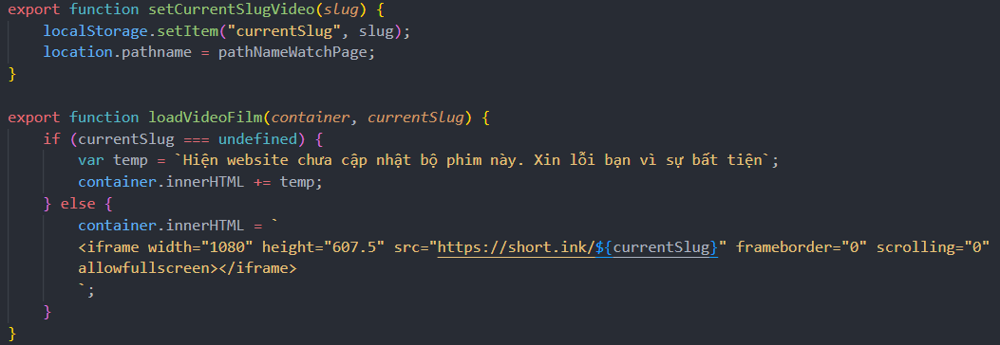 export function setCurrentSlugVideo(slug) {
localStorage.setItem("currentSlug", slug);
location.pathname = pathNameWatchPage;
}
export function loadVideoFilm(container, currentSlug) {
if (currentSlug === undefined) {
var temp = `Hiện website chưa cập nhật bộ phim này. Xin lỗi bạn vì sự bất tiện`;
container.innerHTML += temp;
} else {
container.innerHTML = `
<iframe width="1080" height="607.5" src="https://short.ink/${currentSlug}" frameborder="0" scrolling="0"
allowfullscreen></iframe>
`;
}
}